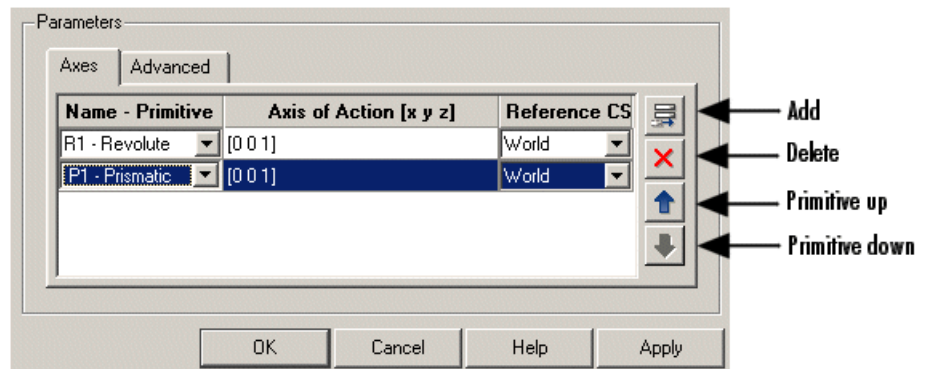 Parameters
Axes Advanced
Name - Primitive Axis of Action [x y z] Reference CS
R1 - Revolute [0 0 1] World
P1 - Prismatic [0 0 1] World
Add
Delete
Primitive up
Primitive down
OK Cancel Help Apply